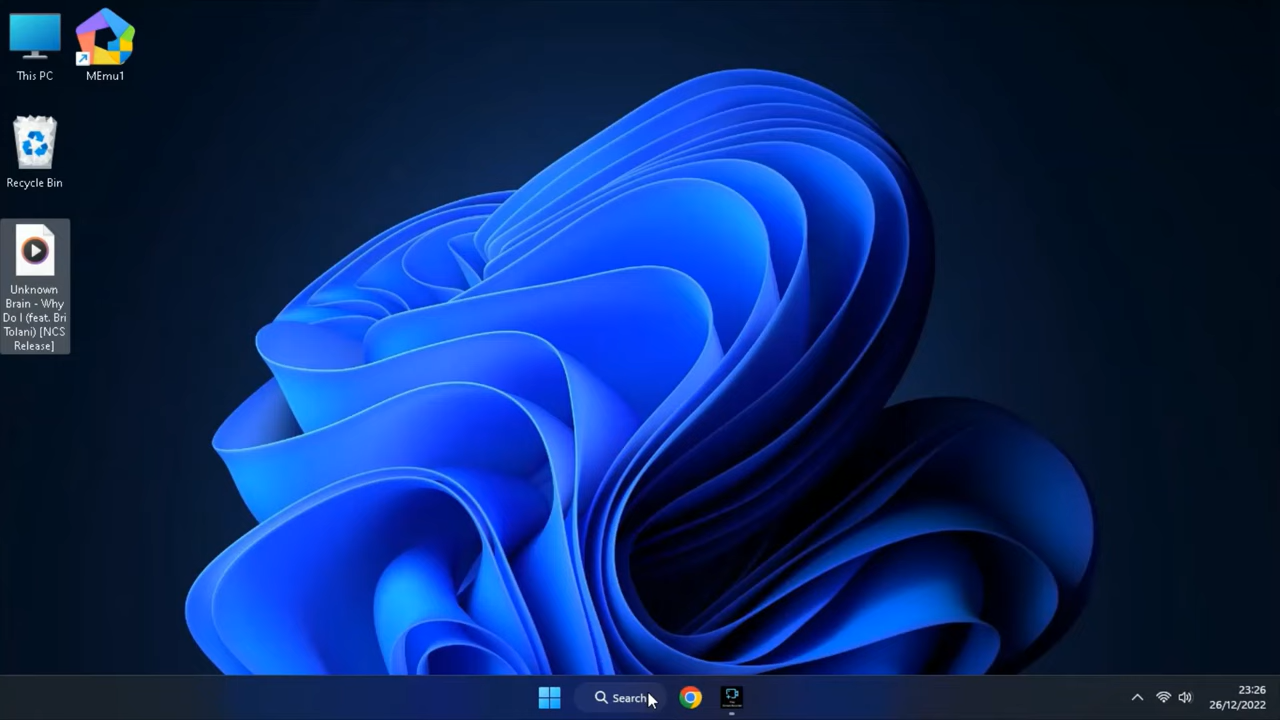 This PC
MEmu1
Recycle Bin
Unknown
Brain - Why
Do I (feat. Bri
Tolani) [NCS
Release]
Search
23:26
26/12/2022